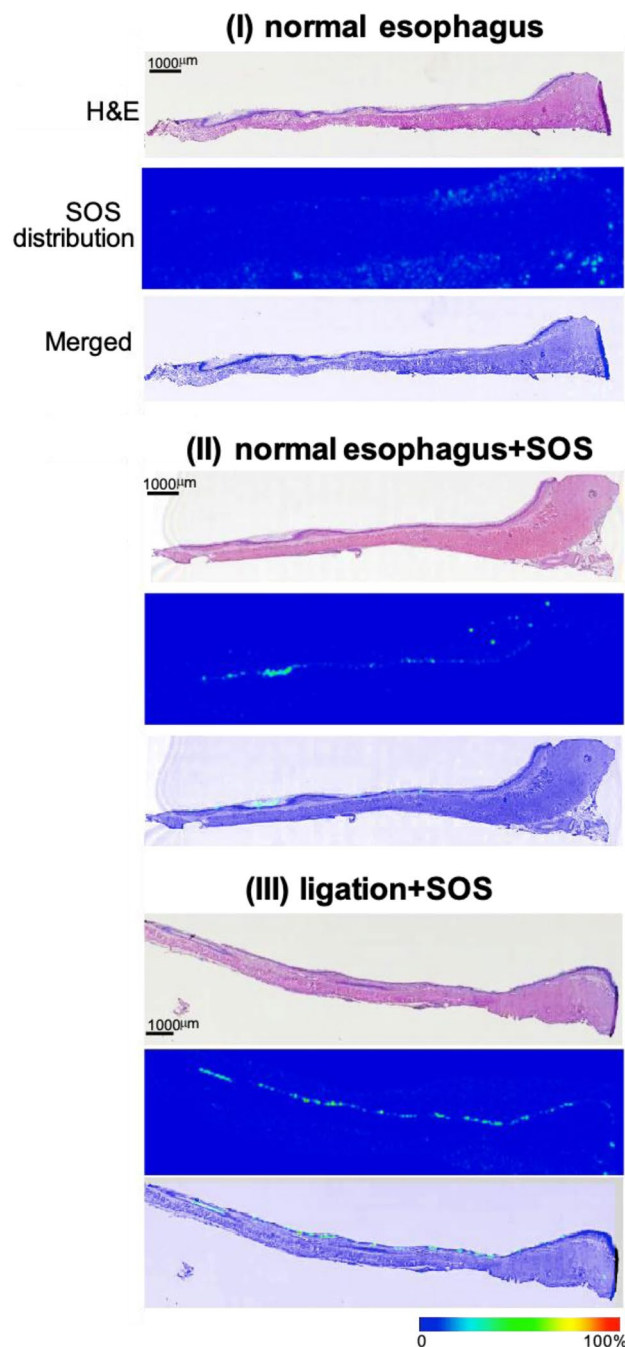 (I) normal esophagus
1000µm
H&E
SOS
distribution
Merged
(II) normal esophagus+SOS
1000µm
(III) ligation+SOS
1000µm
0 100%